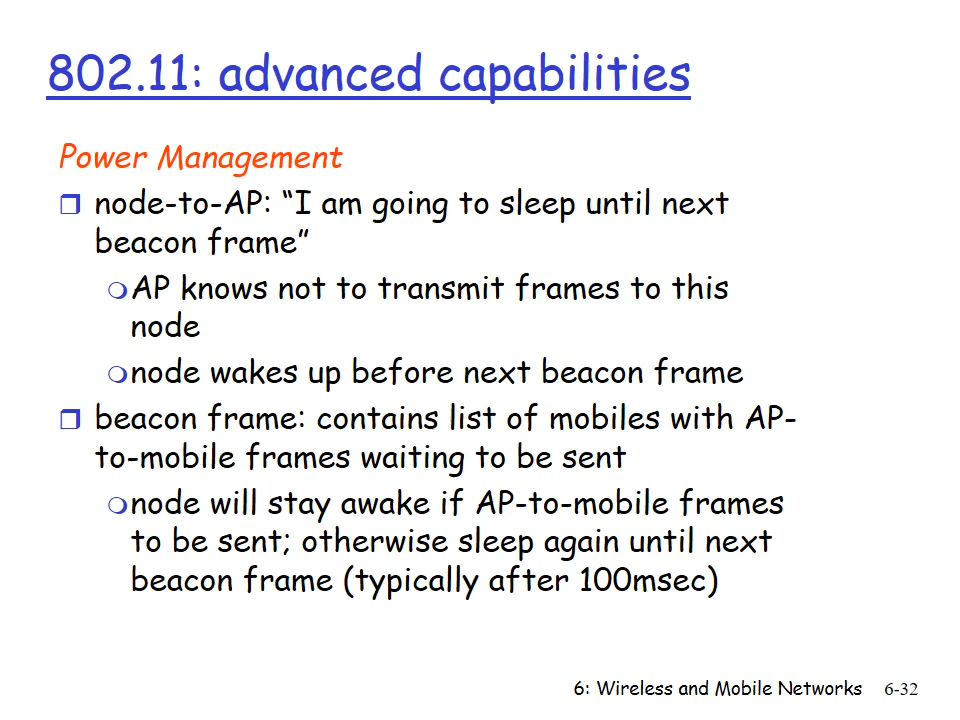 802.11: advanced capabilities
Power Management
node-to-AP: “I am going to sleep until next
beacon frame”
AP knows not to transmit frames to this
node
node wakes up before next beacon frame
beacon frame: contains list of mobiles with AP-
to-mobile frames waiting to be sent
node will stay awake if AP-to-mobile frames
to be sent; otherwise sleep again until next
beacon frame (typically after 100msec)
6: Wireless and Mobile Networks 6-32